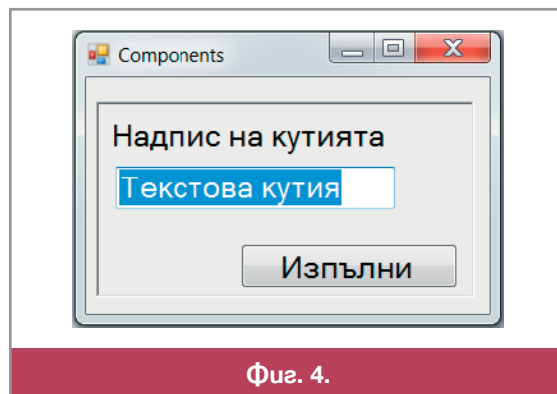 Components
Надпис на кутията
Текстова кутия
Изпълни
Фиг. 4.